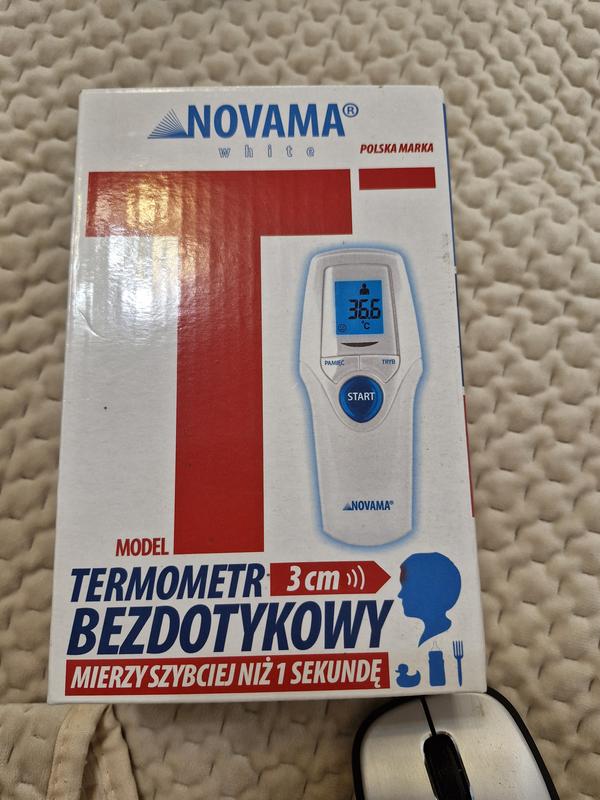 NOVAMA®
white
POLSKA MARKA
T
36.6
°C
PAMIĘĆ TRYB
START
NOVAMA®
MODEL
TERMOMETR 3 cm
BEZDOTYKOWY
MIERZY SZYBCIEJ NIŻ 1 SEKUNDĘ